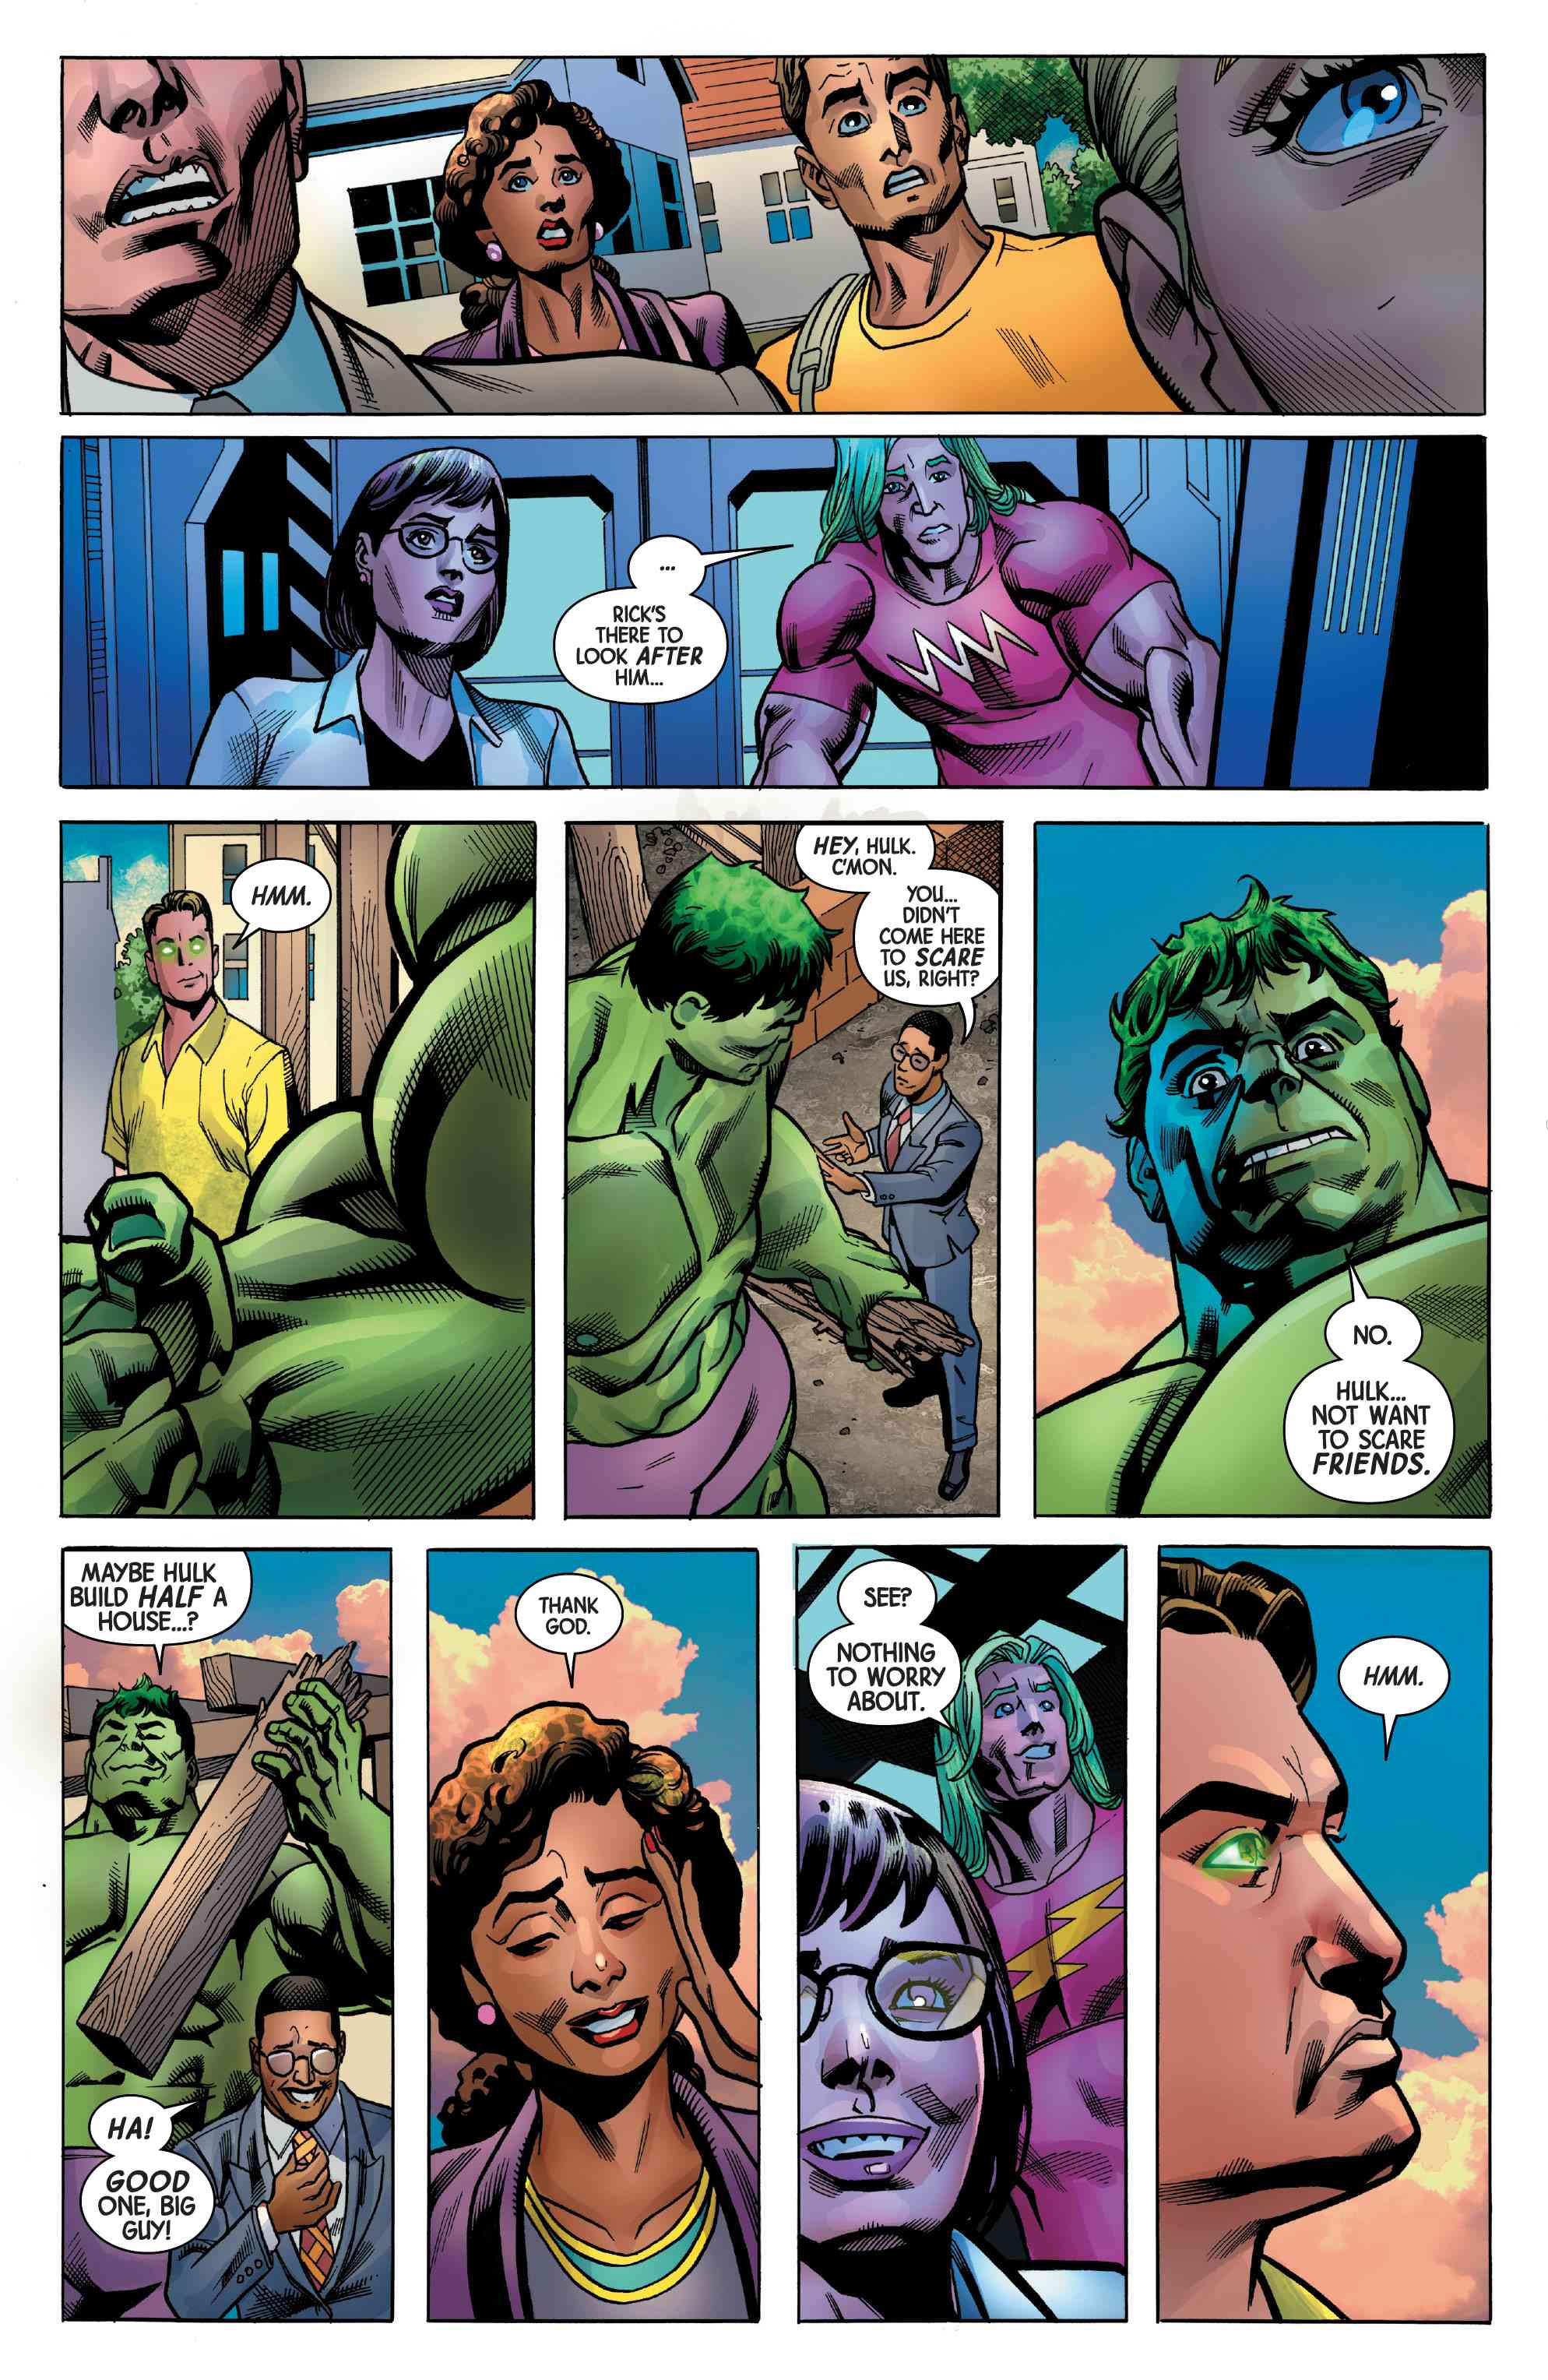 ...
RICK'S
THERE TO
LOOK AFTER
HIM...
HMM.
HEY, HULK.
C'MON.
YOU...
DIDN'T
COME HERE
TO SCARE
US, RIGHT?
NO.
HULK...
NOT WANT
TO SCARE
FRIENDS.
MAYBE HULK
BUILD HALF A
HOUSE...?
HA!
GOOD
ONE, BIG
GUY!
THANK
GOD.
SEE?
NOTHING
TO WORRY
ABOUT.
HMM.